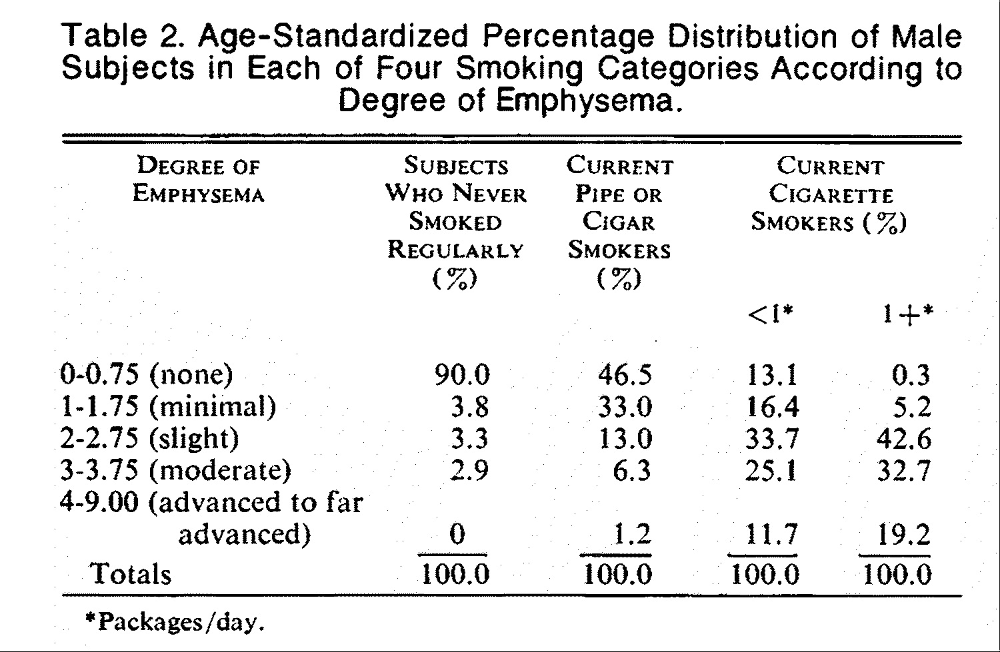 Table 2. Age-Standardized Percentage Distribution of Male
Subjects in Each of Four Smoking Categories According to
Degree of Emphysema.
DEGREE OF SUBJECTS CURRENT CURRENT
EMPHYSEMA WHO NEVER PIPE OR CIGARETTE
SMOKED CIGAR SMOKERS (%)
REGULARLY SMOKERS
(%) (%)
<1* 1+*
0-0.75 (none) 90.0 46.5 13.1 0.3
1-1.75 (minimal) 3.8 33.0 16.4 5.2
2-2.75 (slight) 3.3 13.0 33.7 42.6
3-3.75 (moderate) 2.9 6.3 25.1 32.7
4-9.00 (advanced to far
advanced) 0 1.2 11.7 19.2
Totals 100.0 100.0 100.0 100.0
*Packages/day.